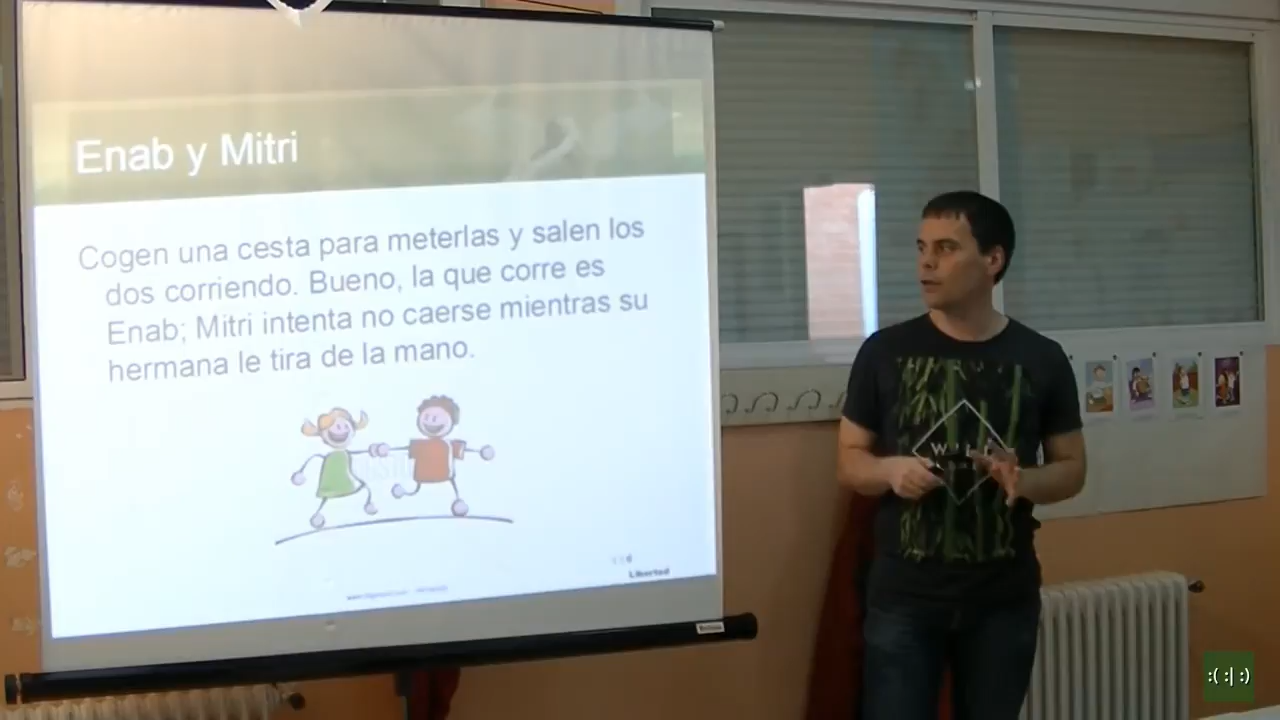 Enab y Mitri
Cogen una cesta para meterlas y salen los
dos corriendo. Bueno, la que corre es
Enab; Mitri intenta no caerse mientras su
hermana le tira de la mano.
Libertad
WILD
:( :| :)